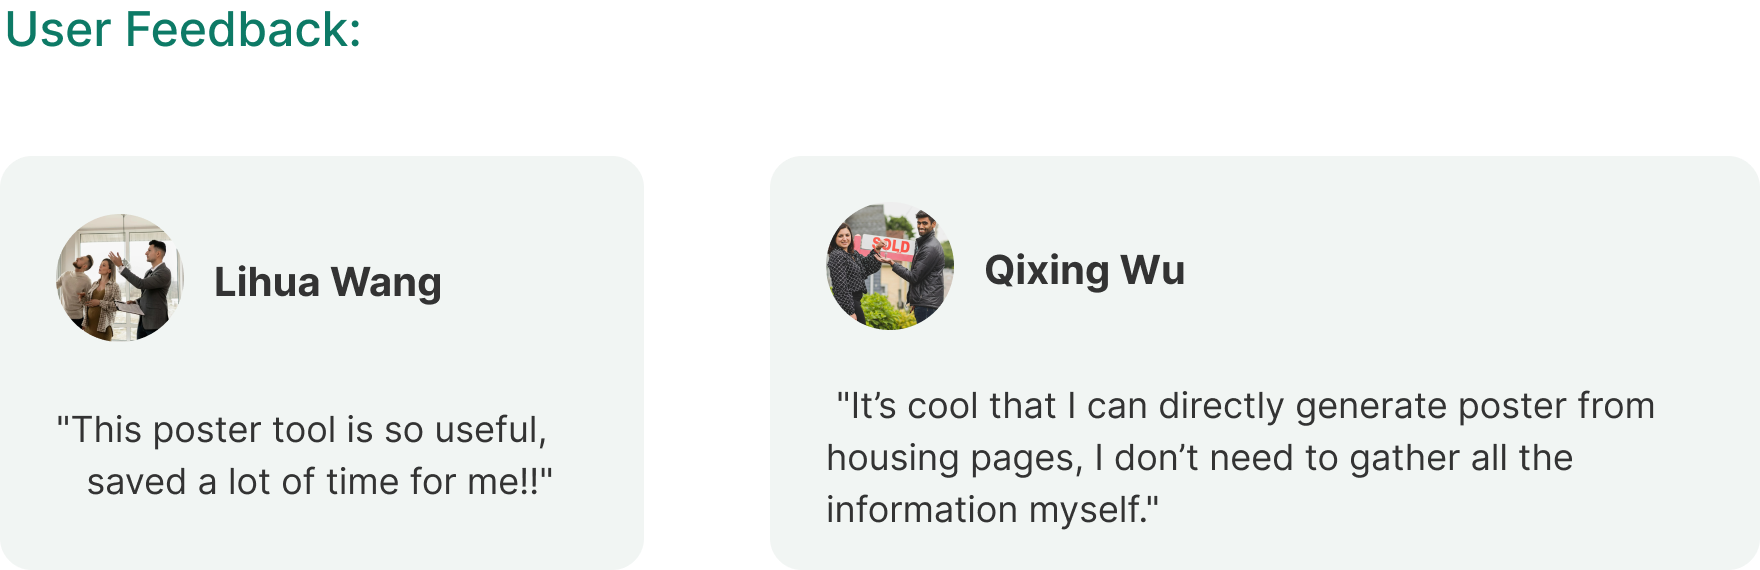 User Feedback:
Lihua Wang
"This poster tool is so useful,
saved a lot of time for me!!"
SOLD
Qixing Wu
"It’s cool that I can directly generate poster from
housing pages, I don’t need to gather all the
information myself."